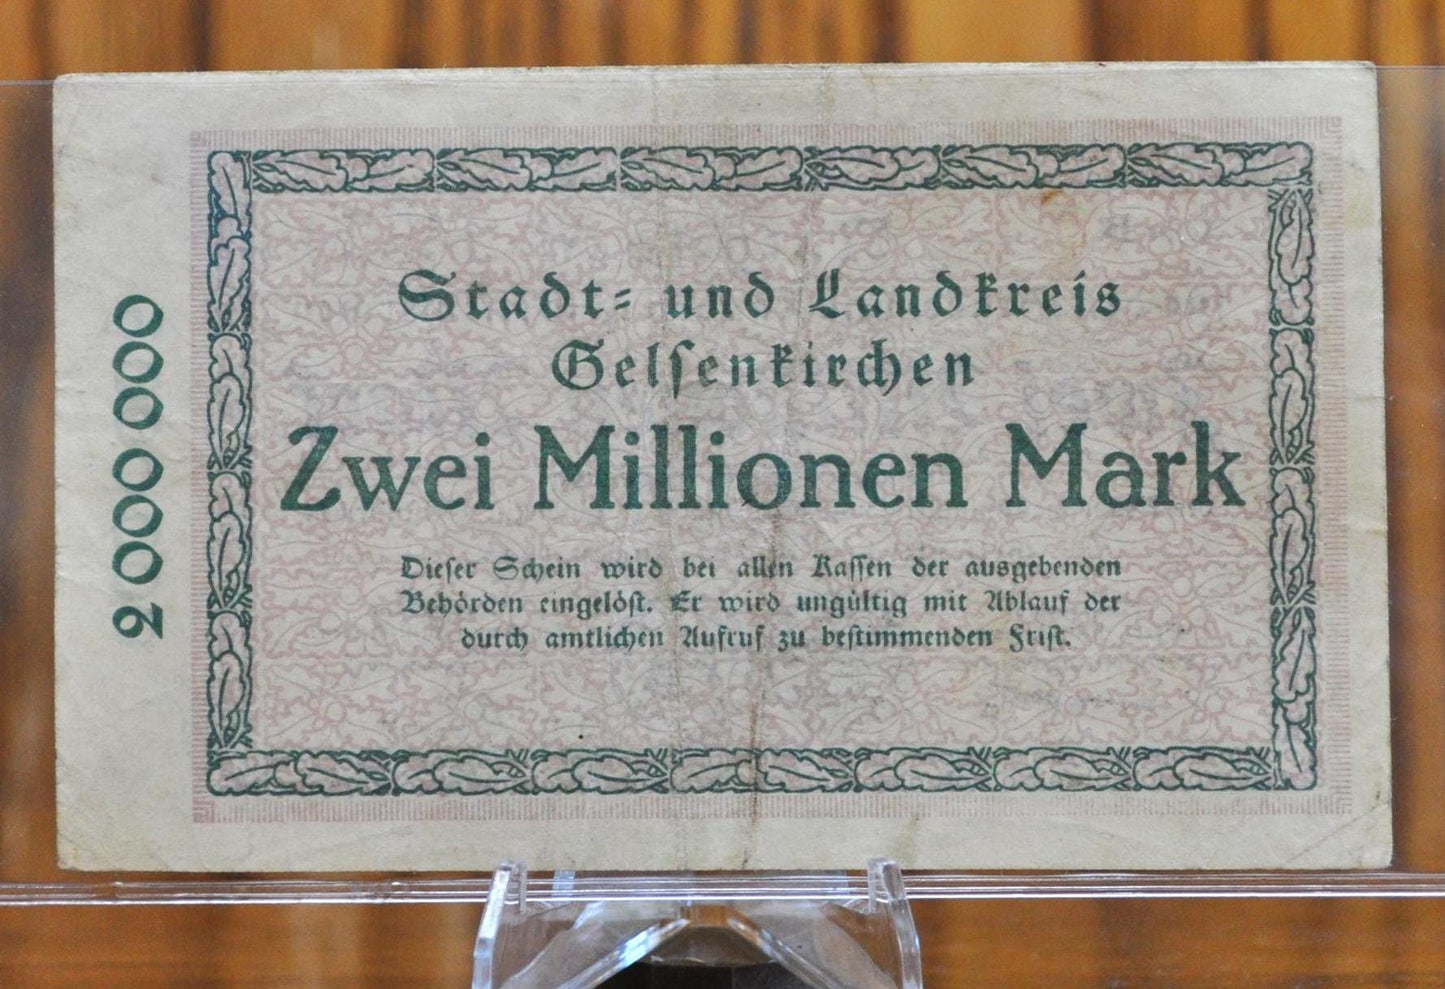 2 000 000
Stadt= und Landkreis
Gelsenkirchen
Zwei Millionen Mark
Dieser Schein wird bei allen Kassen der ausgebenden
Behörden eingelöst. Er wird ungültig mit Ablauf der
durch amtlichen Aufruf zu bestimmenden Frist.